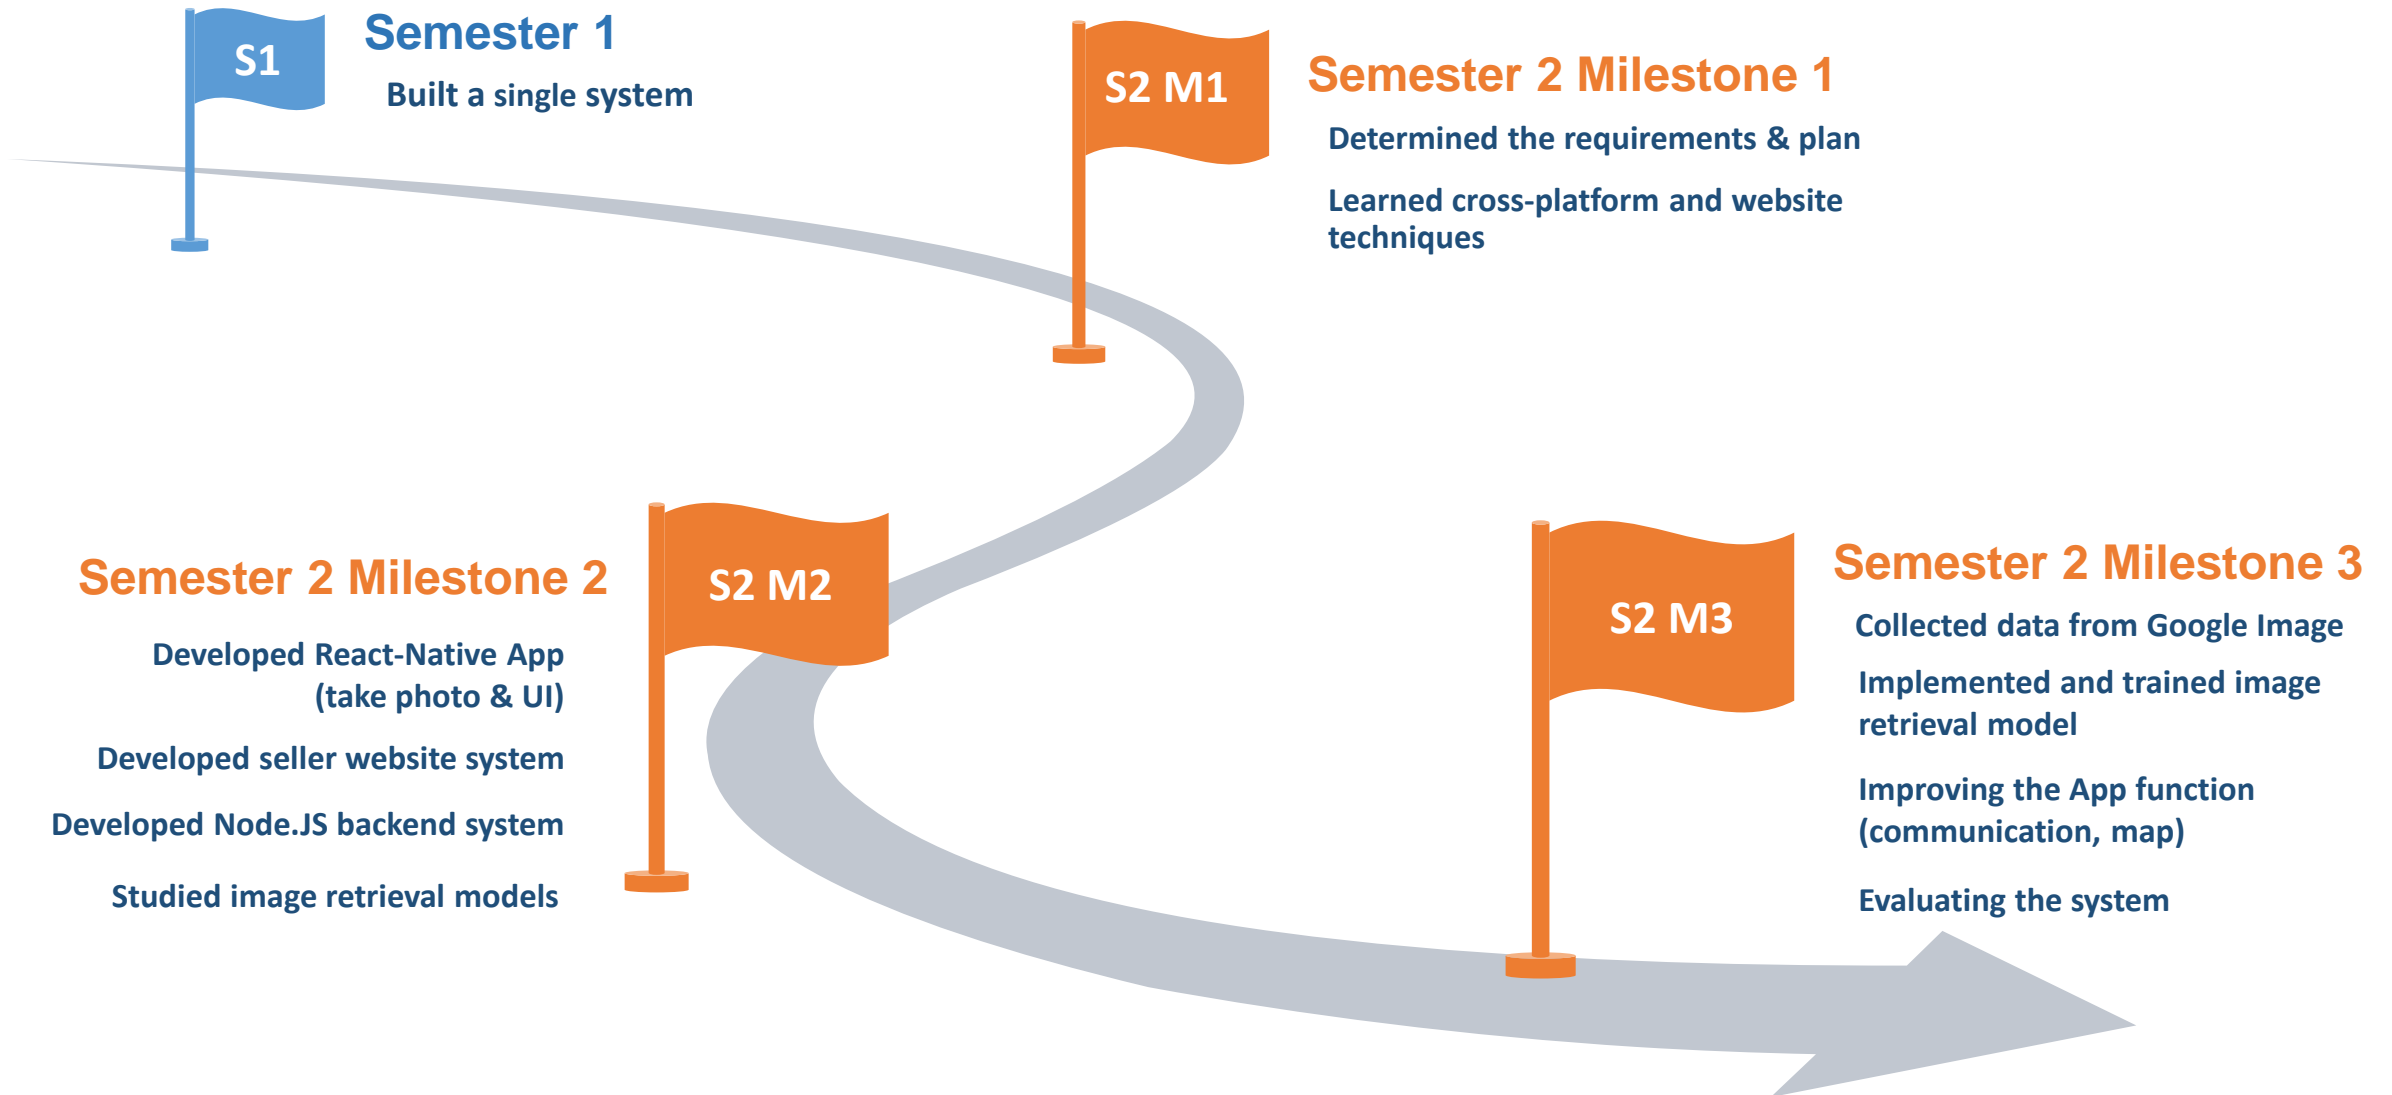 S1
Semester 1
Built a single system
S2 M1
Semester 2 Milestone 1
Determined the requirements & plan
Learned cross-platform and website
techniques
Semester 2 Milestone 2
S2 M2
Developed React-Native App
(take photo & UI)
Developed seller website system
Developed Node.JS backend system
Studied image retrieval models
S2 M3
Semester 2 Milestone 3
Collected data from Google Image
Implemented and trained image
retrieval model
Improving the App function
(communication, map)
Evaluating the system